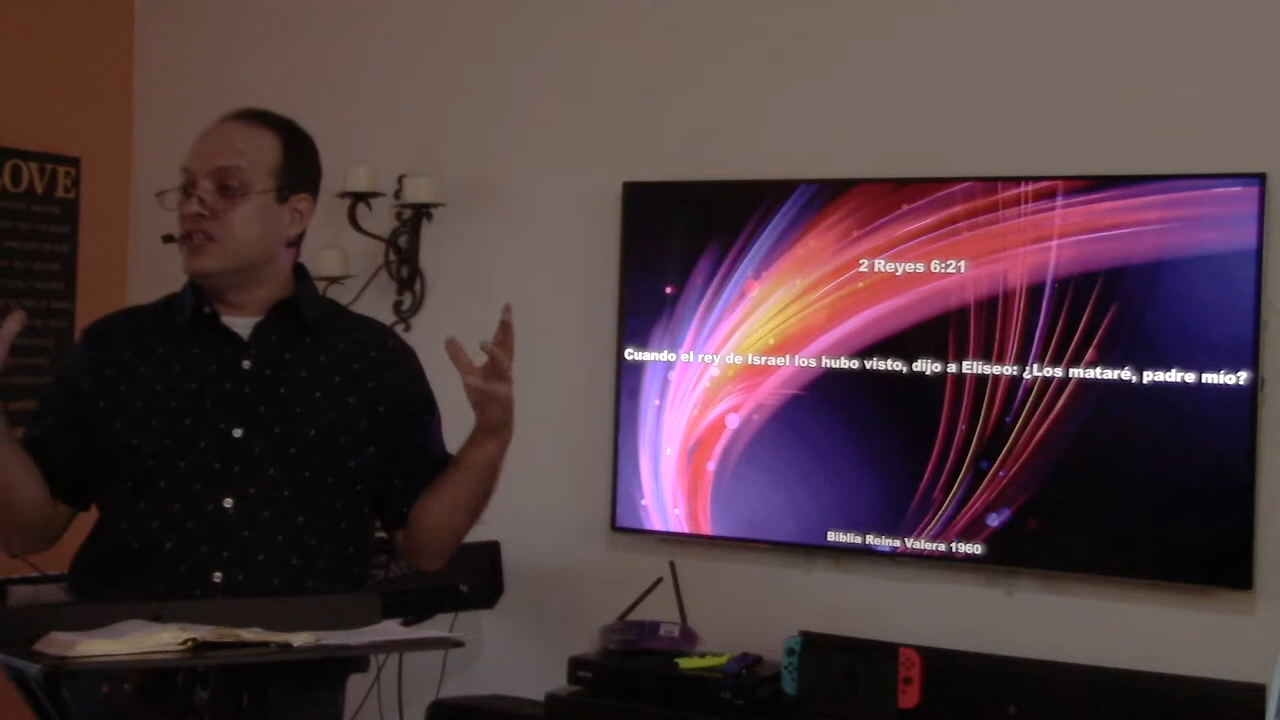 LOVE
2 Reyes 6:21
Cuando el rey de Israel los hubo visto, dijo a Eliseo: ¿Los mataré, padre mío?
Biblia Reina Valera 1960